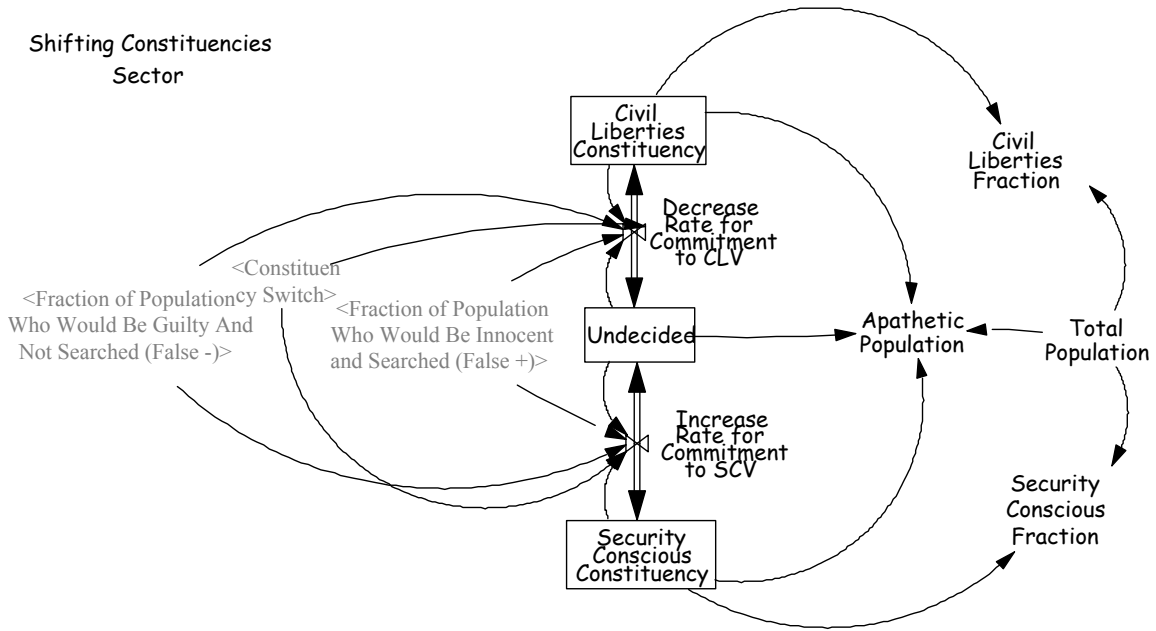 Shifting Constituencies
Sector
Civil
Liberties
Constituency
Civil
Liberties
Fraction
Decrease
Rate for
Commitment
to CLV
<Constituen
cy Switch>
<Fraction of Population
Who Would Be Guilty And
Not Searched (False -)>
<Fraction of Population
Who Would Be Innocent
and Searched (False +)>
Undecided
Apathetic
Population
Total
Population
Increase
Rate for
Commitment
to SCV
Security
Conscious
Fraction
Security
Conscious
Constituency